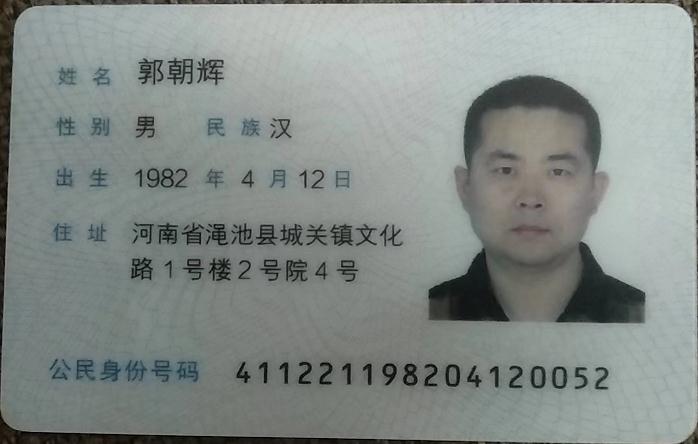 姓名 郭朝辉
性别 男 民族 汉
出生 1982 年 4 月 12 日
住址 河南省渑池县城关镇文化
路1号楼2号院4号
公民身份号码 411221198204120052